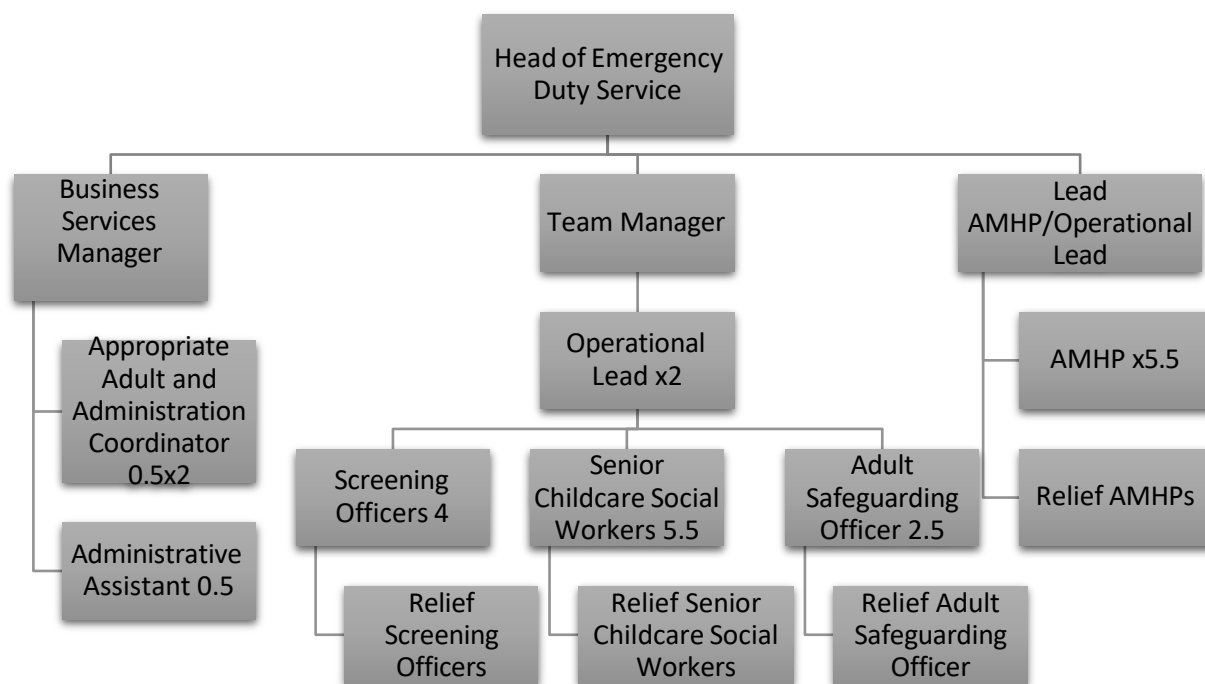 Head of Emergency
Duty Service
Business
Services
Manager
Team Manager
Lead
AMHP/Operational
Lead
Appropriate
Adult and
Administration
Coordinator
0.5x2
Administrative
Assistant 0.5
Operational
Lead x2
Screening
Officers 4
Relief
Screening
Officers
Senior
Childcare Social
Workers 5.5
Relief Senior
Childcare Social
Workers
Adult
Safeguarding
Officer 2.5
Relief Adult
Safeguarding
Officer
AMHP x5.5
Relief AMHPs